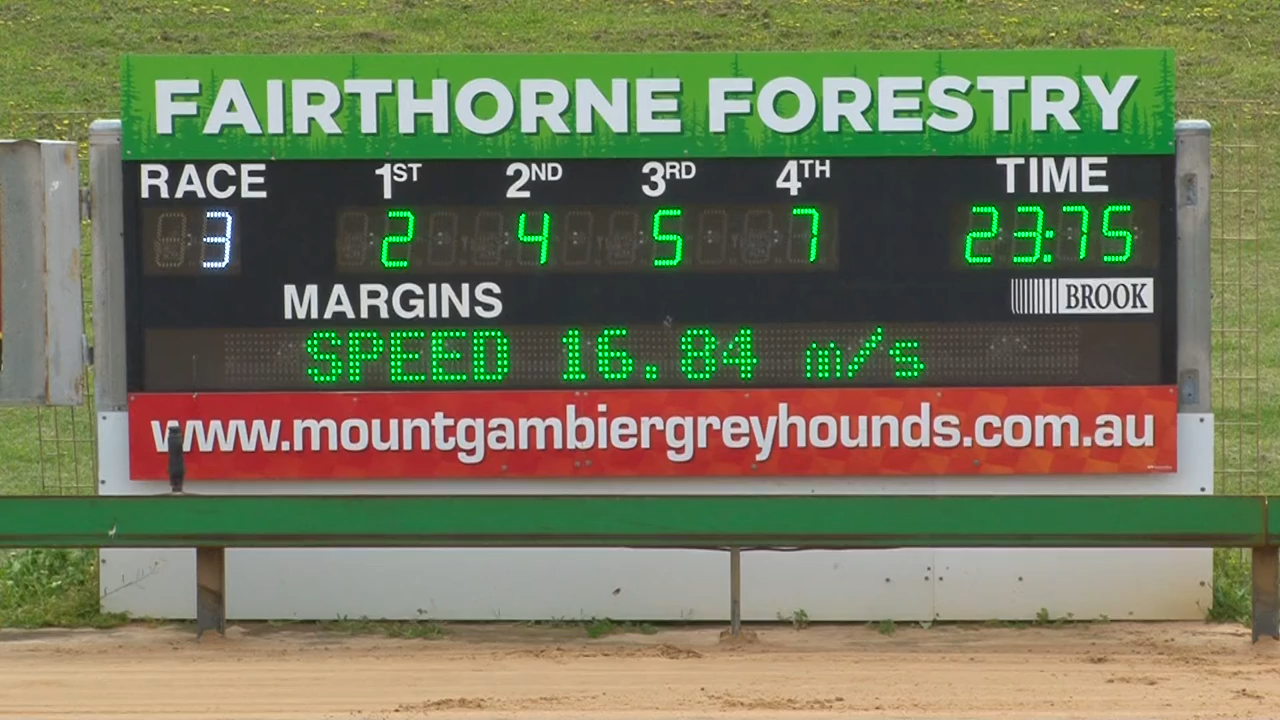 FAIRTHORNE FORESTRY
RACE 1ST 2ND 3RD 4TH TIME
3 2 4 5 7 23:75
MARGINS BROOK
SPEED 16.84 m/s
www.mountgambiergreyhounds.com.au